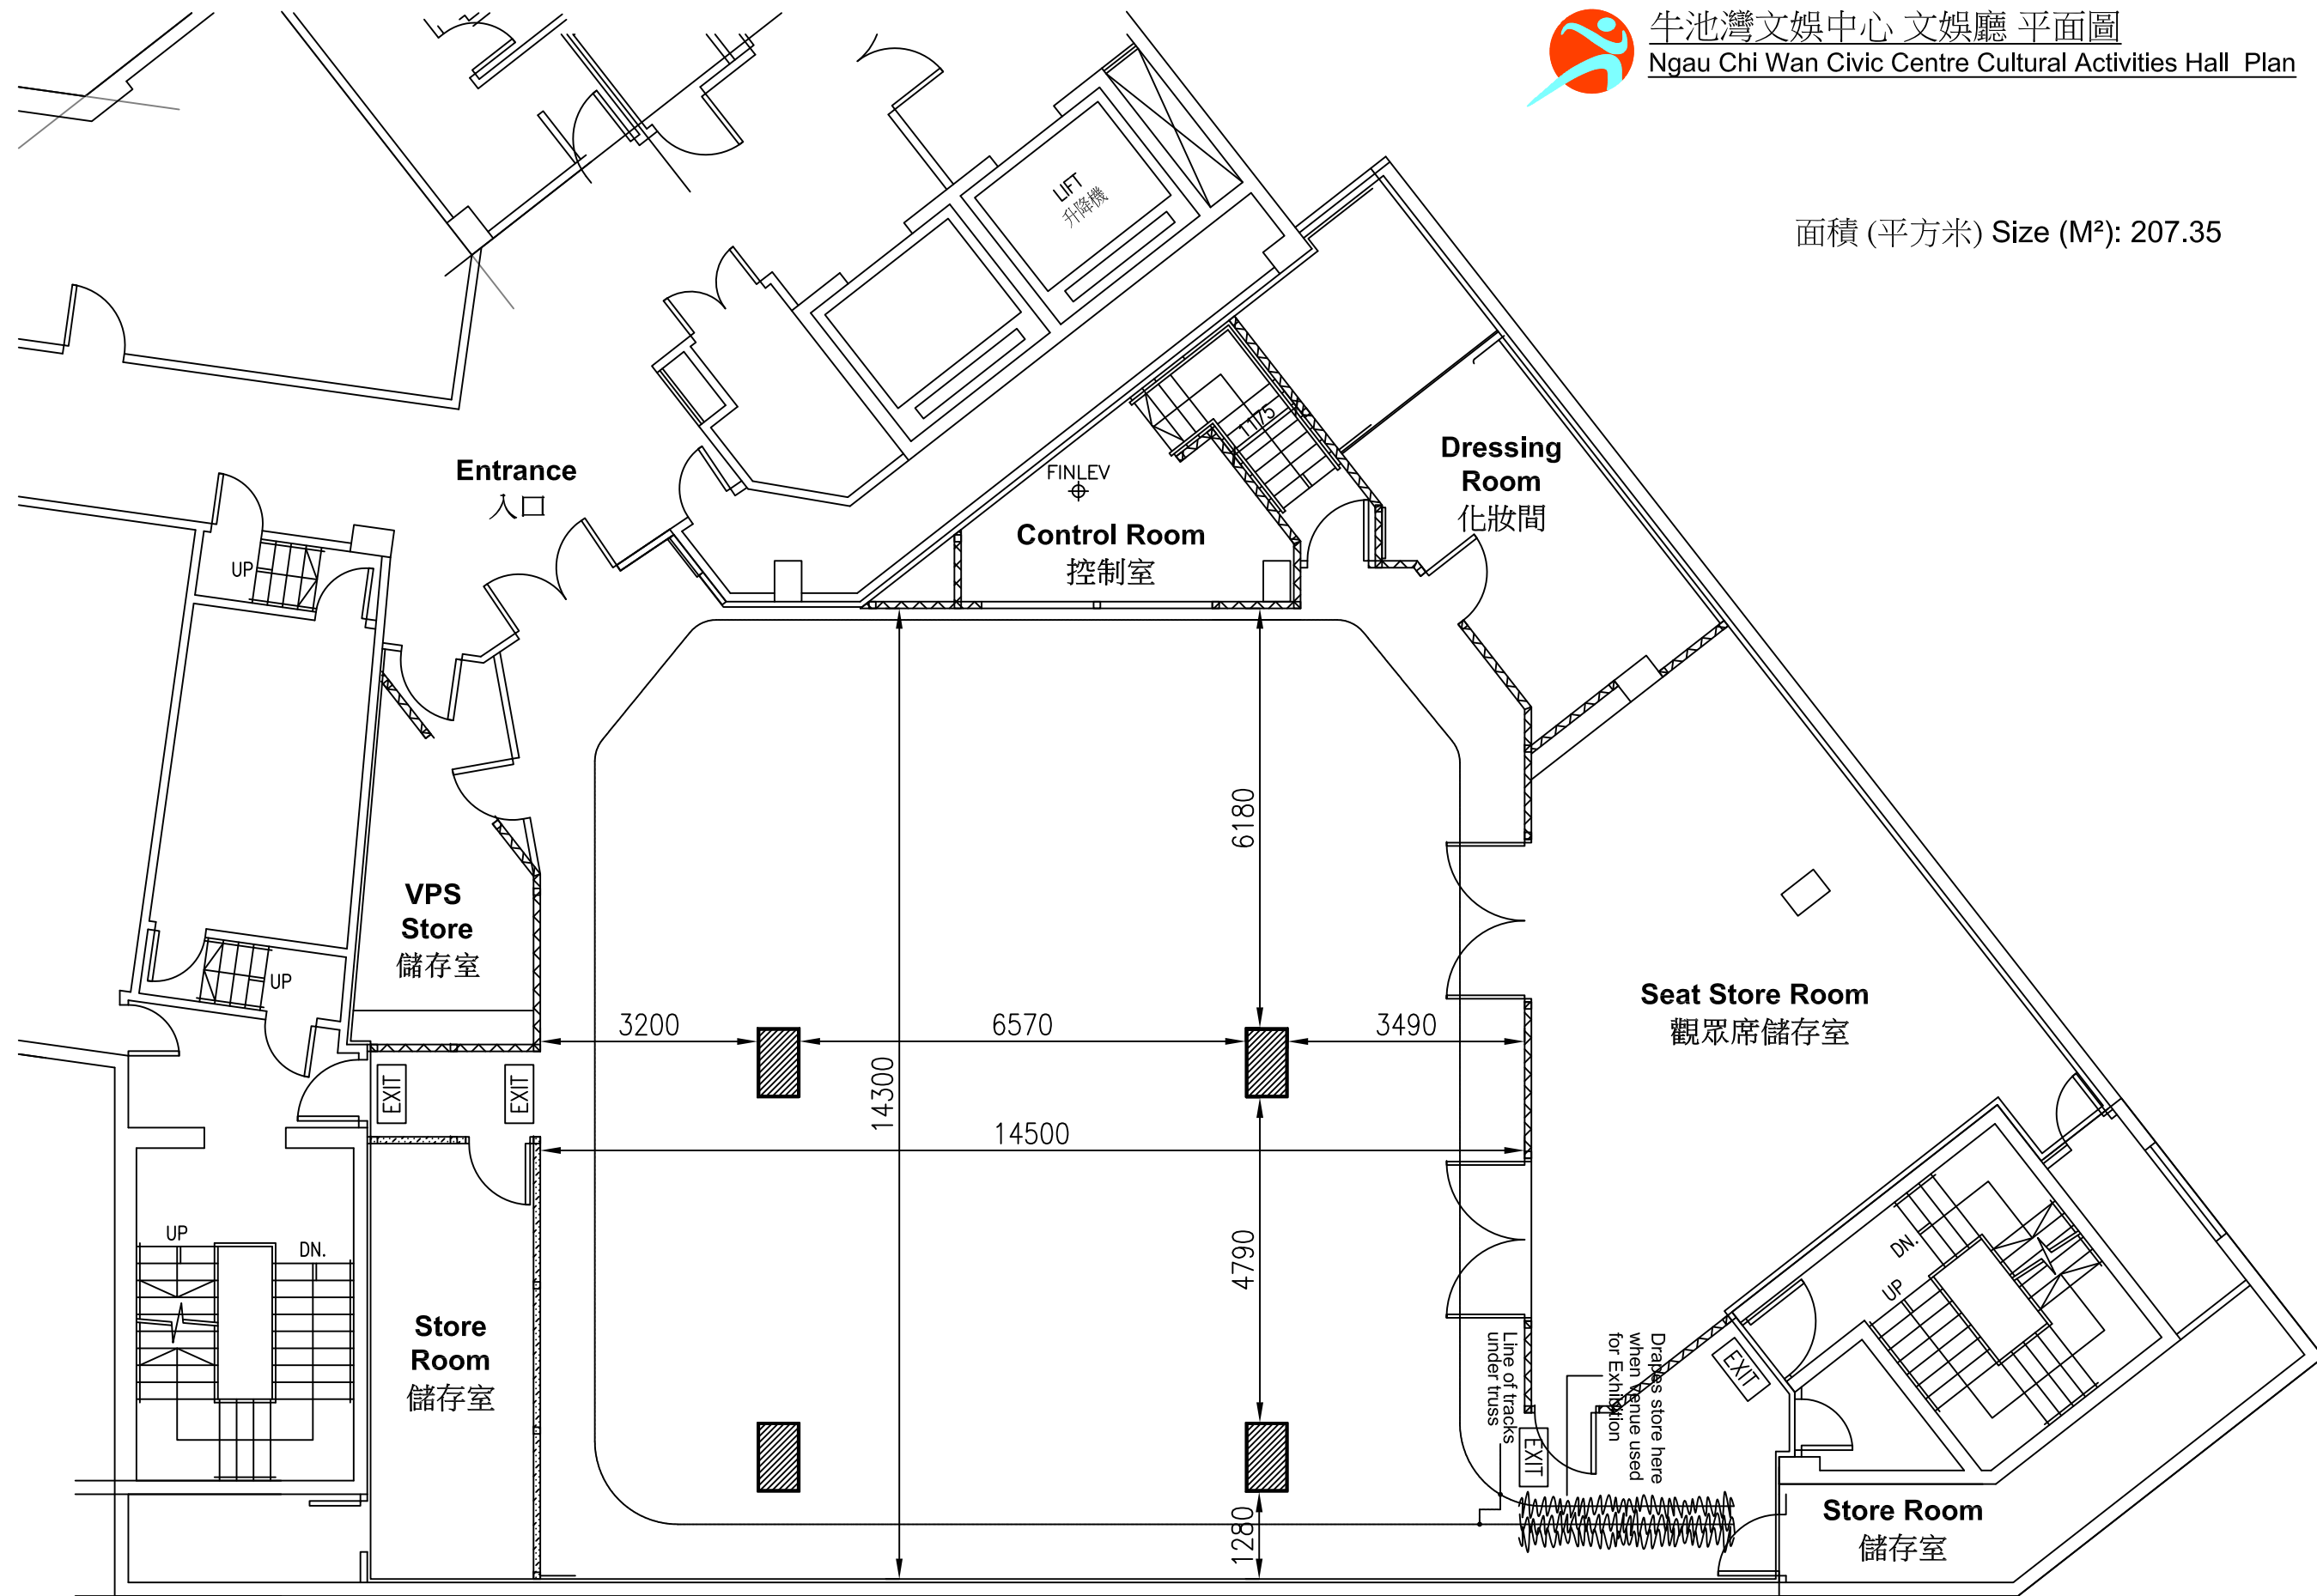 牛池灣文娛中心 文娛廳 平面圖
Ngau Chi Wan Civic Centre Cultural Activities Hall Plan
面積 (平方米) Size (M²): 207.35
LIFT
升降機
Entrance
入口
FINLEV
Control Room
控制室
1175
Dressing
Room
化妝間
UP
VPS
Store
儲存室
UP
6180
Seat Store Room
觀眾席儲存室
3200
6570
3490
14300
EXIT
EXIT
14500
4790
UP
DN.
Store
Room
儲存室
DN.
UP
Line of tracks
under truss
Drapes store here
when venue used
for Exhibition
EXIT
EXIT
1280
Store Room
儲存室